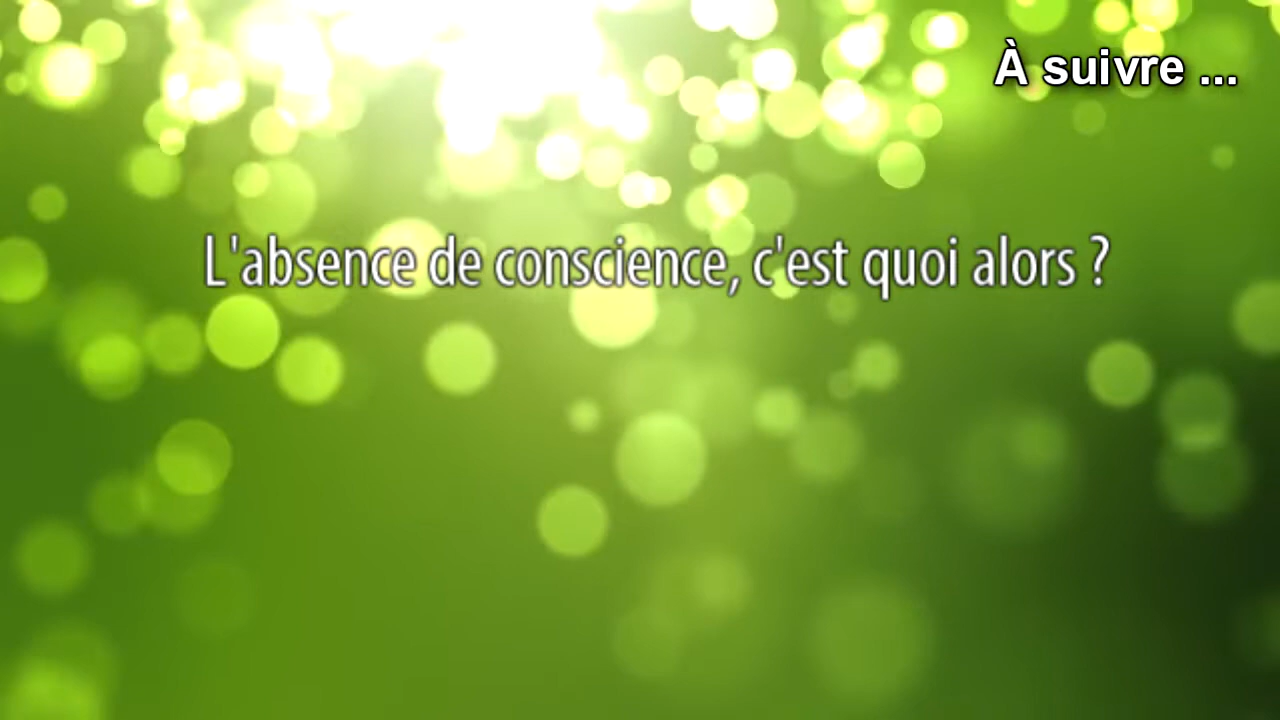 À suivre ...
L'absence de conscience, c'est quoi alors ?